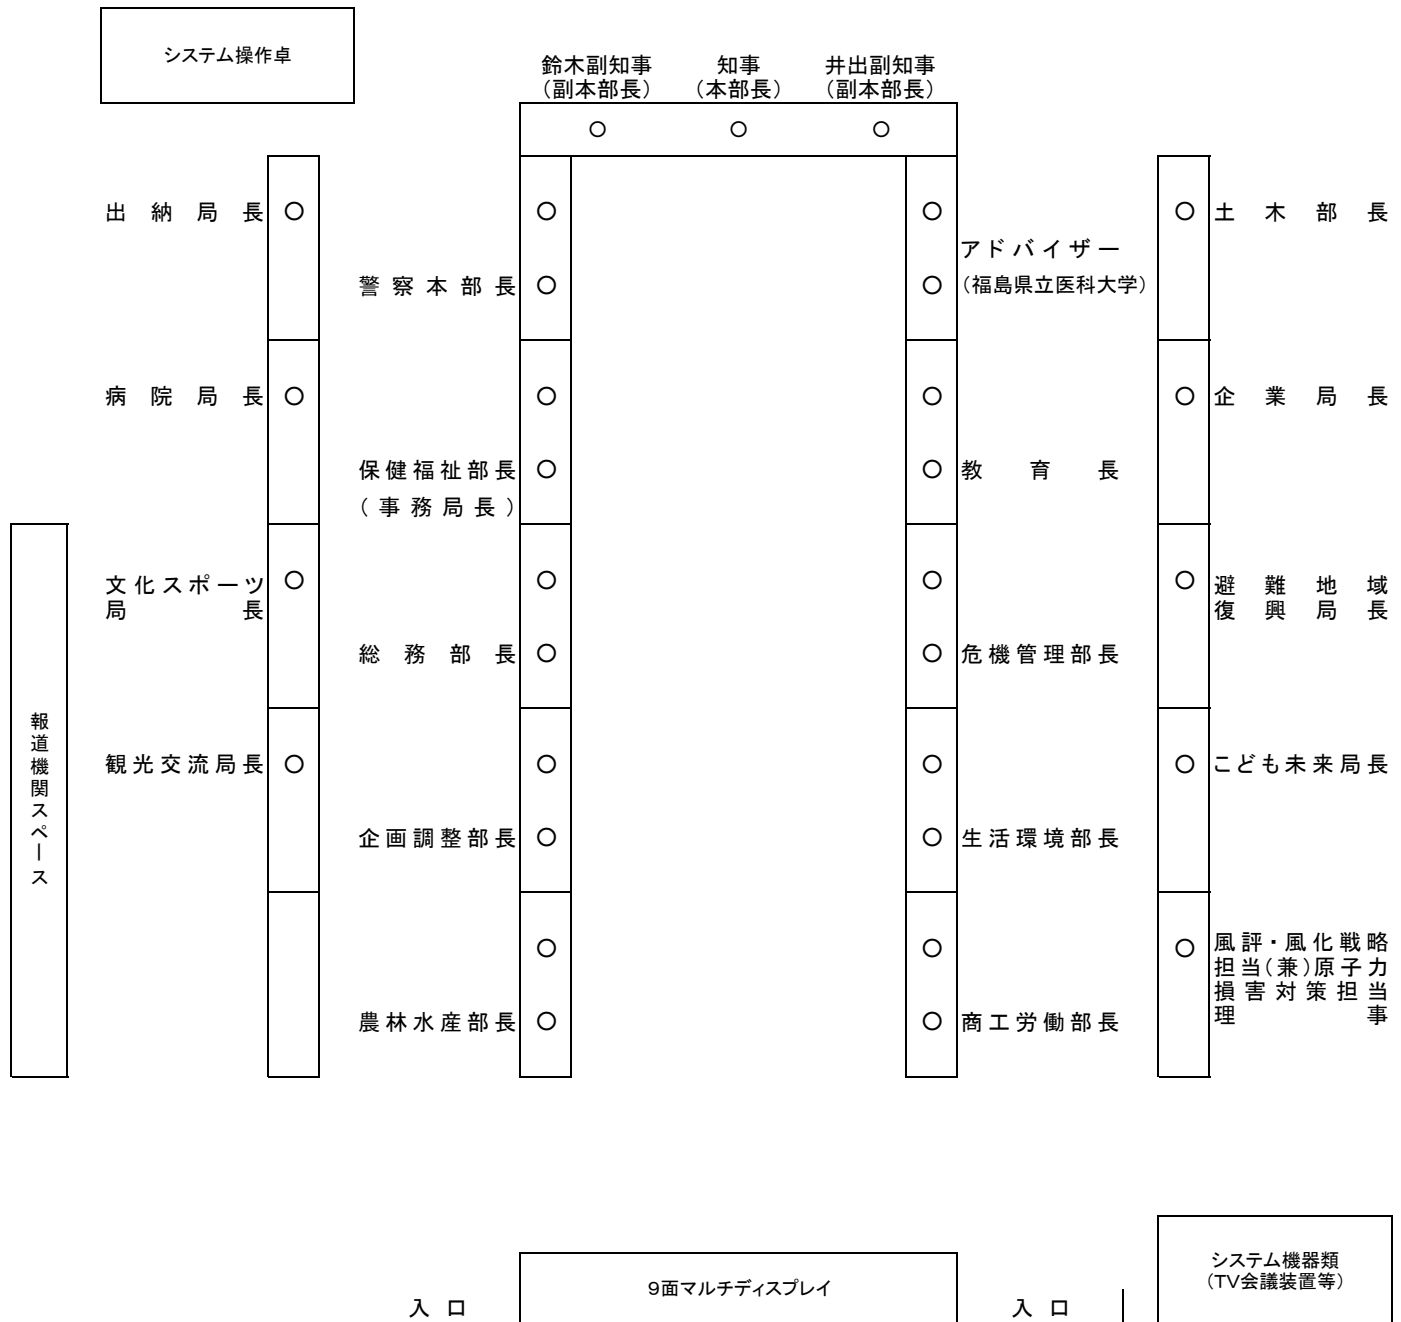 システム操作卓
鈴木副知事
（副本部長）
知事
（本部長）
井出副知事
（副本部長）
○ ○ ○
出納局長 ○
○
○
○ 土木部長
警察本部長 ○
アドバイザー
○ （福島県立医科大学）
病院局長 ○
○
○
○ 企業局長
保健福祉部長 ○
（事務局長）
○ 教育長
文化スポーツ ○
局長
○
○
○ 避難地域
復興局長
総務部長 ○
○ 危機管理部長
報道機関スペース
観光交流局長 ○
○
○
○ こども未来局長
企画調整部長 ○
○ 生活環境部長
○
○
○ 風評・風化戦略
担当（兼）原子力
損害対策担当
理事
農林水産部長 ○
○ 商工労働部長
入口
9面マルチディスプレイ
入口
システム機器類
（TV会議装置等）